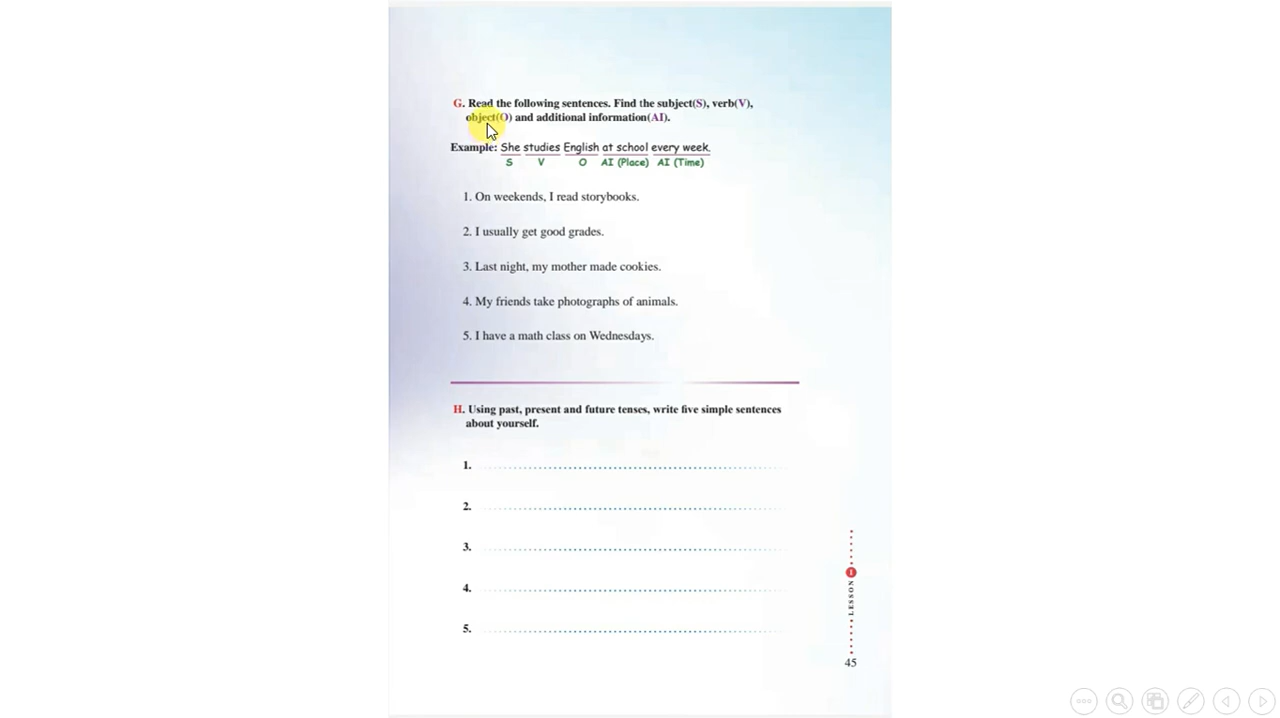 G. Read the following sentences. Find the subject(S), verb(V),
object(O) and additional information(AI).
Example: She studies English at school every week.
S V O AI (Place) AI (Time)
1. On weekends, I read storybooks.
2. I usually get good grades.
3. Last night, my mother made cookies.
4. My friends take photographs of animals.
5. I have a math class on Wednesdays.
H. Using past, present and future tenses, write five simple sentences
about yourself.
1.
2.
3.
4.
5.
LESSON 1
45